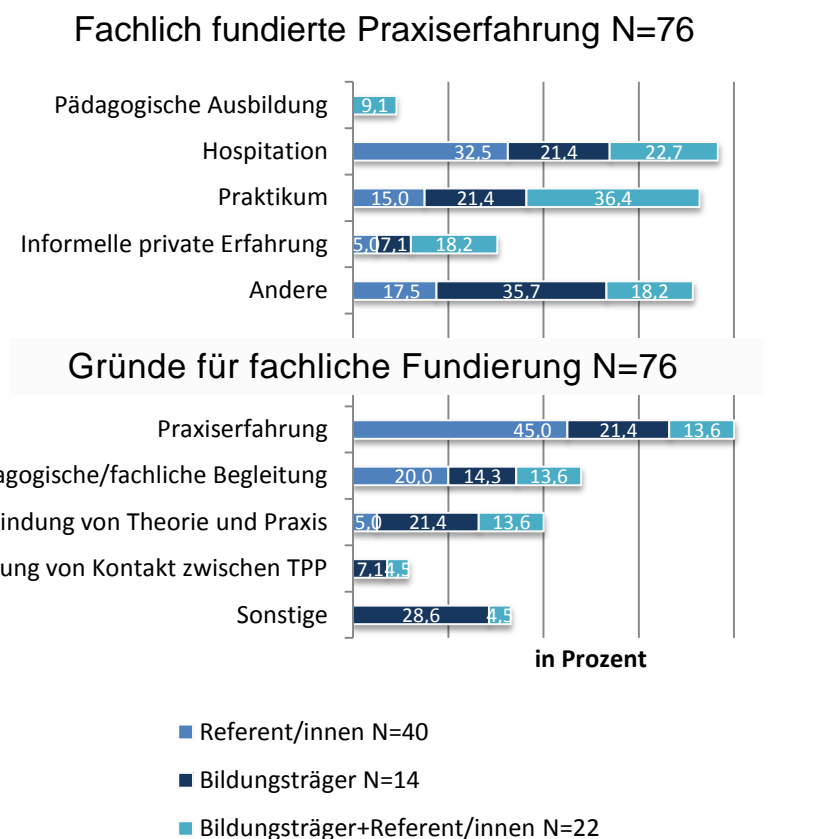 Fachlich fundierte Praxiserfahrung N=76
Pädagogische Ausbildung 9,1
Hospitation 32,5 21,4 22,7
Praktikum 15,0 21,4 36,4
Informelle private Erfahrung 5,0 7,1 18,2
Andere 17,5 35,7 18,2
Gründe für fachliche Fundierung N=76
Praxiserfahrung 45,0 21,4 13,6
agogische/fachliche Begleitung 20,0 14,3 13,6
indung von Theorie und Praxis 5,0 21,4 13,6
ung von Kontakt zwischen TPP 7,1 4,5
Sonstige 28,6 4,5
in Prozent
Referent/innen N=40
Bildungsträger N=14
Bildungsträger+Referent/innen N=22